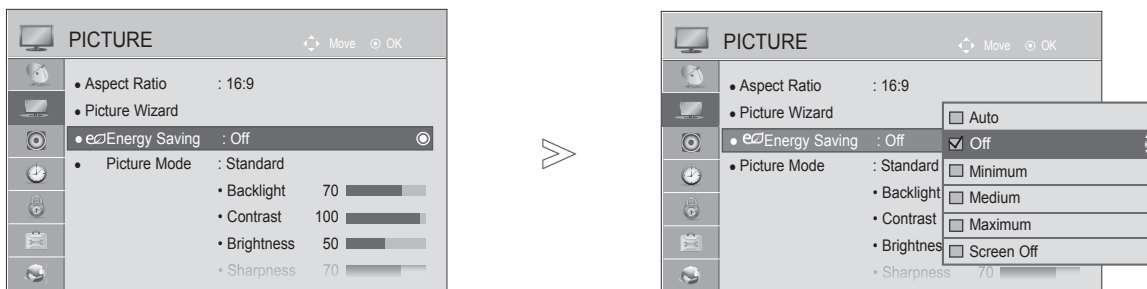 PICTURE Move OK
• Aspect Ratio : 16:9
• Picture Wizard
• Energy Saving : Off
• Picture Mode : Standard
• Backlight 70
• Contrast 100
• Brightness 50
• Sharpness 70
>
PICTURE Move OK
• Aspect Ratio : 16:9
• Picture Wizard
• Energy Saving : Off
• Picture Mode : Standard
• Backlight
• Contrast
• Brightnes
• Sharpness 70
Auto
Off
Minimum
Medium
Maximum
Screen Off